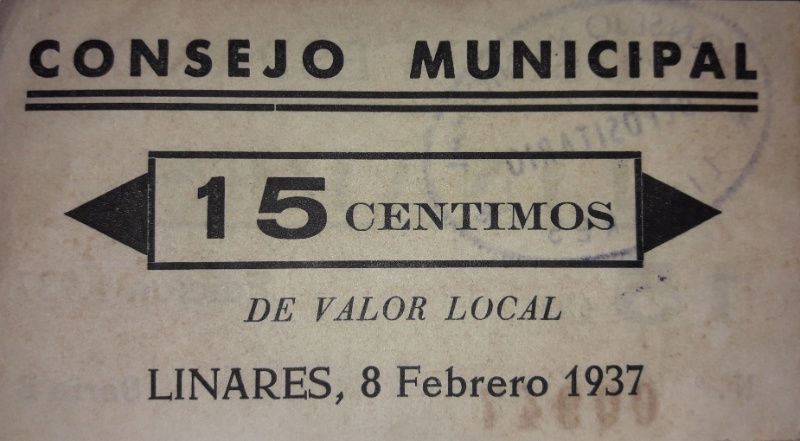 CONSEJO MUNICIPAL
15 CENTIMOS
DE VALOR LOCAL
LINARES, 8 Febrero 1937